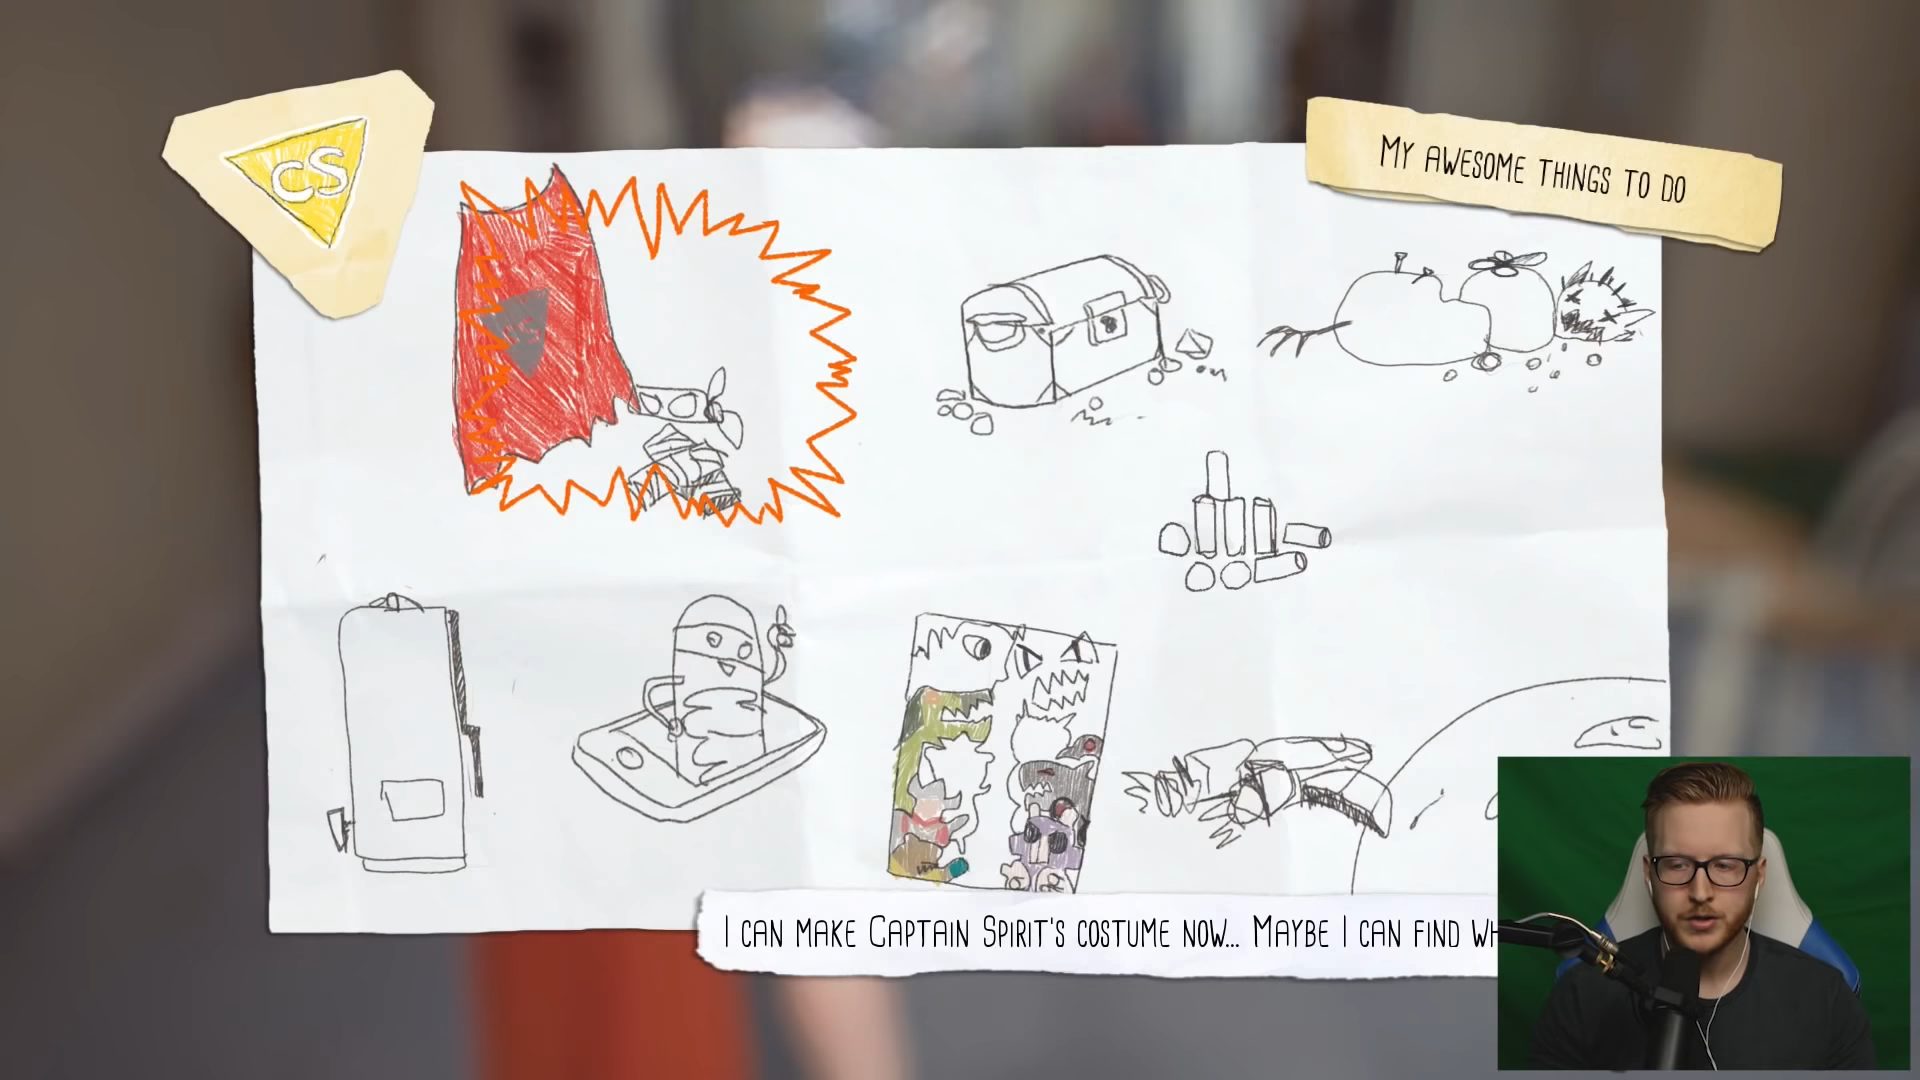 CS
MY AWESOME THINGS TO DO
I CAN MAKE CAPTAIN SPIRIT'S COSTUME NOW... MAYBE I CAN FIND